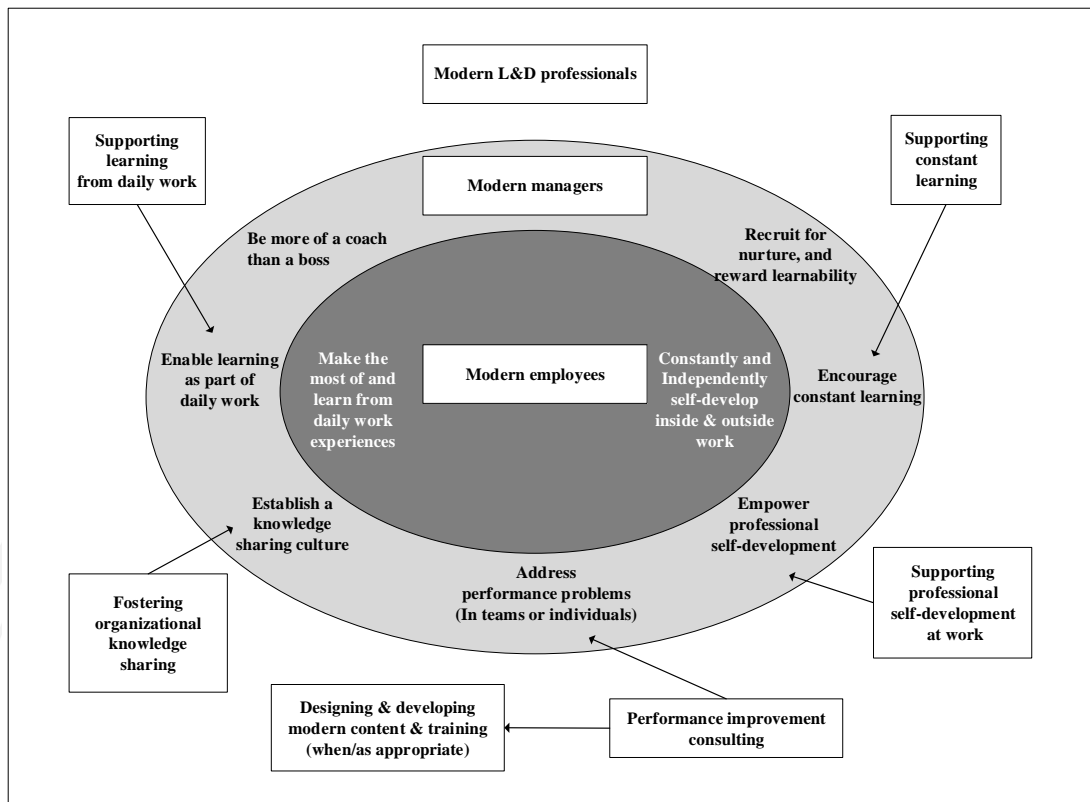 Modern L&D professionals
Supporting
learning
from daily work
Supporting
constant
learning
Modern managers
Be more of a coach
than a boss
Recruit for
nurture, and
reward learnability
Enable learning
as part of
daily work
Make the
most of and
learn from
daily work
experiences
Modern employees
Constantly and
Independently
self-develop
inside & outside
work
Encourage
constant learning
Establish a
knowledge
sharing culture
Empower
professional
self-development
Address
performance problems
(In teams or individuals)
Fostering
organizational
knowledge
sharing
Supporting
professional
self-development
at work
Designing & developing
modern content & training
(when/as appropriate)
Performance improvement
consulting